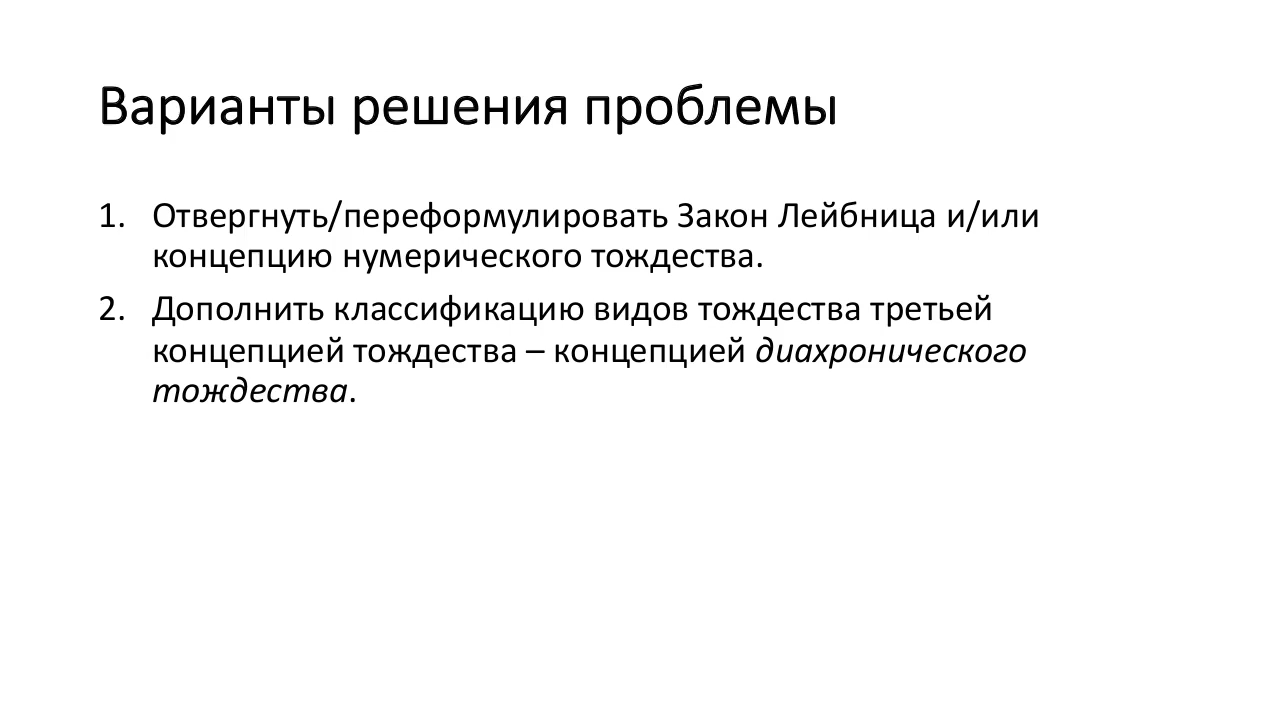 Варианты решения проблемы
1. Отвергнуть/переформулировать Закон Лейбница и/или
концепцию нумерического тождества.
2. Дополнить классификацию видов тождества третьей
концепцией тождества – концепцией диахронического
тождества.